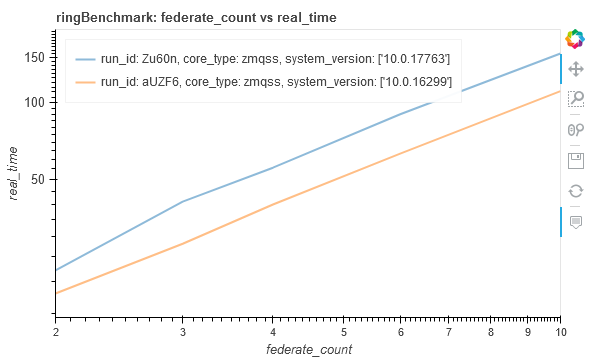 ringBenchmark: federate_count vs real_time
run_id: Zu60n, core_type: zmqss, system_version: ['10.0.17763']
run_id: aUZF6, core_type: zmqss, system_version: ['10.0.16299']
real_time
150
100
50
2 3 4 5 6 7 8 9 10
federate_count